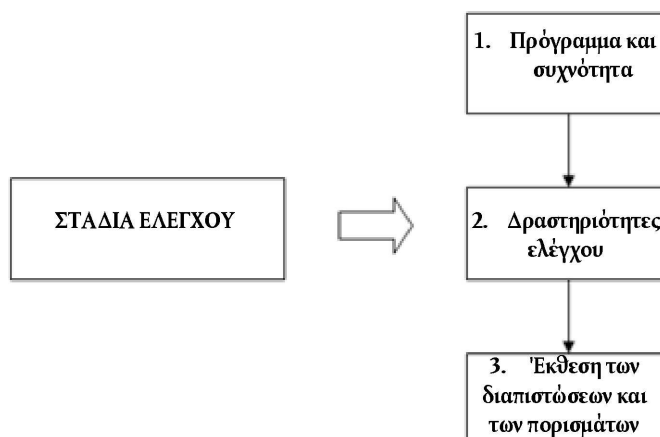 1. Πρόγραμμα και
συχνότητα
ΣΤΑΔΙΑ ΕΛΕΓΧΟΥ
2. Δραστηριότητες
ελέγχου
3. Έκθεση των
διαπιστώσεων και
των πορισμάτων